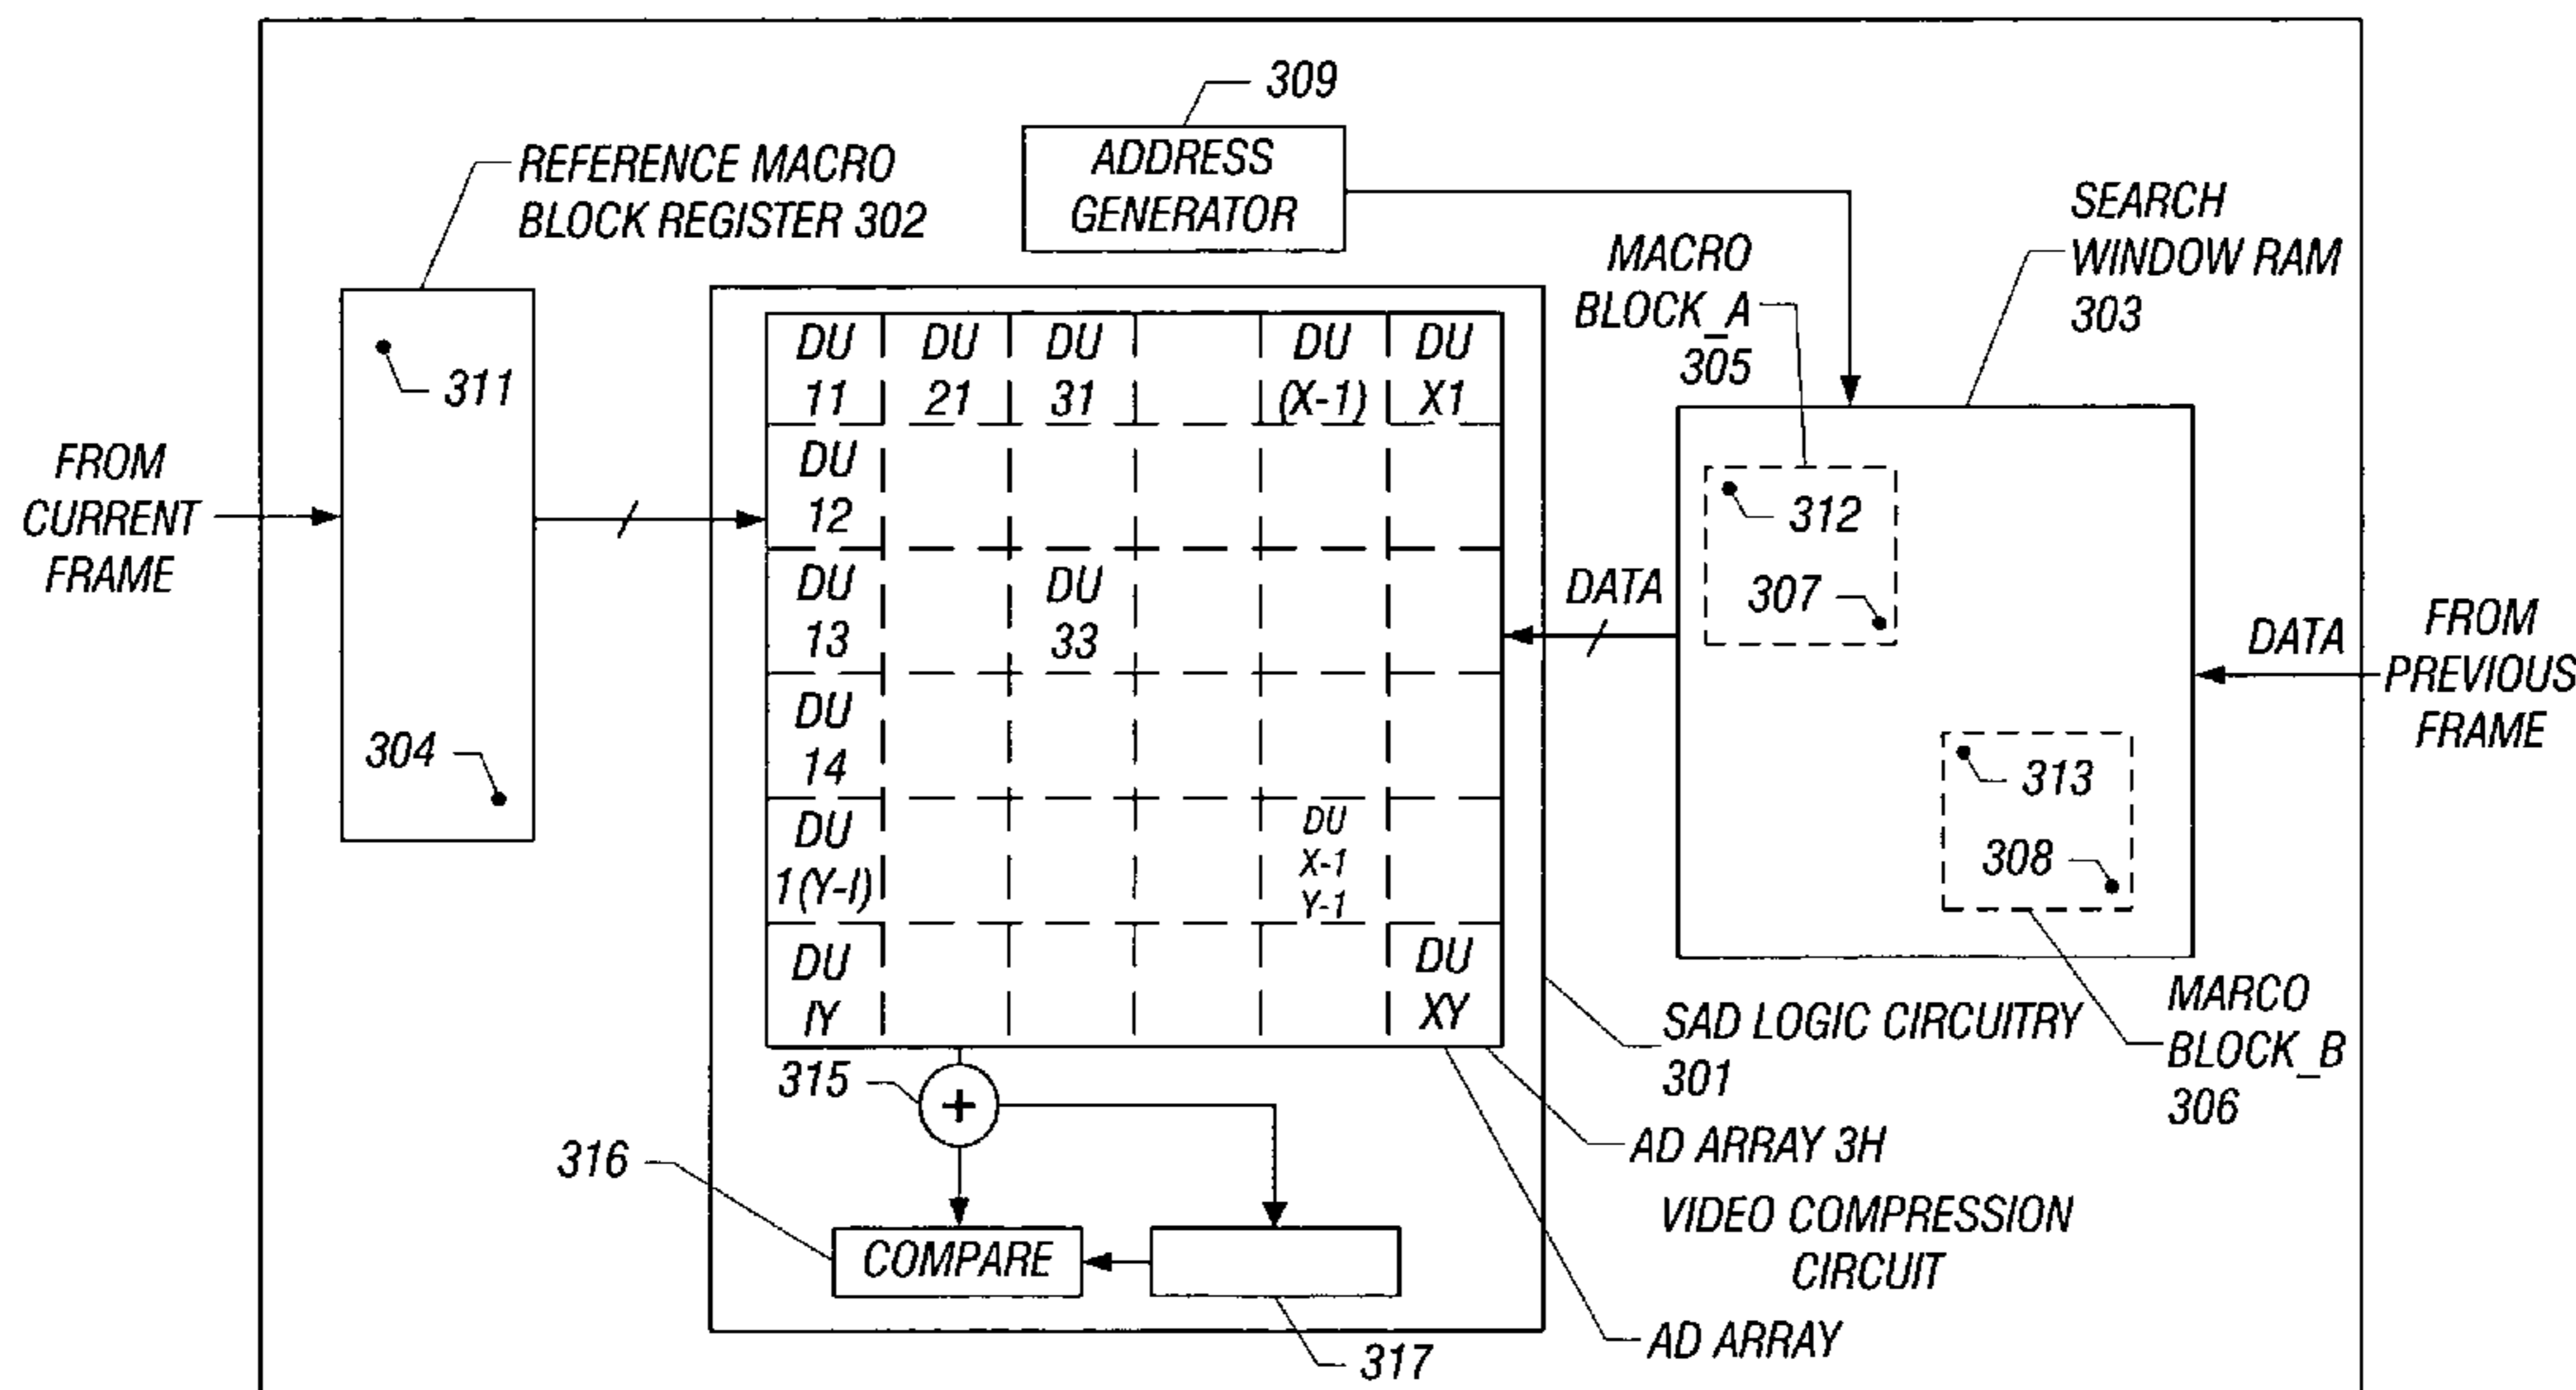 309
ADDRESS
GENERATOR
REFERENCE MACRO
BLOCK REGISTER 302
SEARCH
WINDOW RAM
303
MACRO
BLOCK_A
305
311
304
FROM
CURRENT
FRAME
DU
11
DU
21
DU
31
DU
(X-1)
DU
X1
DU
12
DU
13
DU
33
DU
14
DU
1(Y-I)
DU
X-1
Y-1
DU
IY
DU
XY
DATA
312
307
313
308
DATA
FROM
PREVIOUS
FRAME
MARCO
BLOCK_B
306
SAD LOGIC CIRCUITRY
301
AD ARRAY 3H
VIDEO COMPRESSION
CIRCUIT
AD ARRAY
315
+
316
COMPARE
317